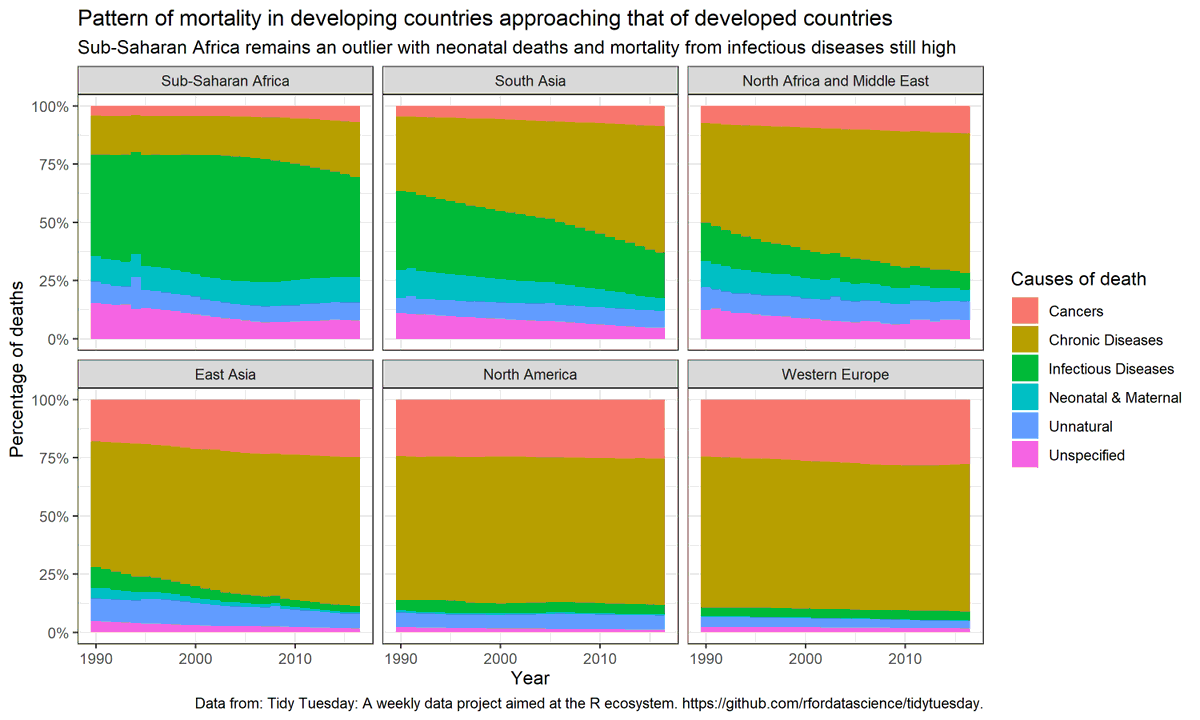 Pattern of mortality in developing countries approaching that of developed countries
Sub-Saharan Africa remains an outlier with neonatal deaths and mortality from infectious diseases still high
Sub-Saharan Africa
South Asia
North Africa and Middle East
100%
75%
50%
25%
0%
East Asia
North America
Western Europe
100%
75%
50%
25%
0%
Percentage of deaths
1990
2000
2010
1990
2000
2010
1990
2000
2010
Year
Causes of death
Cancers
Chronic Diseases
Infectious Diseases
Neonatal & Maternal
Unnatural
Unspecified
Data from: Tidy Tuesday: A weekly data project aimed at the R ecosystem. https://github.com/rfordatascience/tidytuesday.